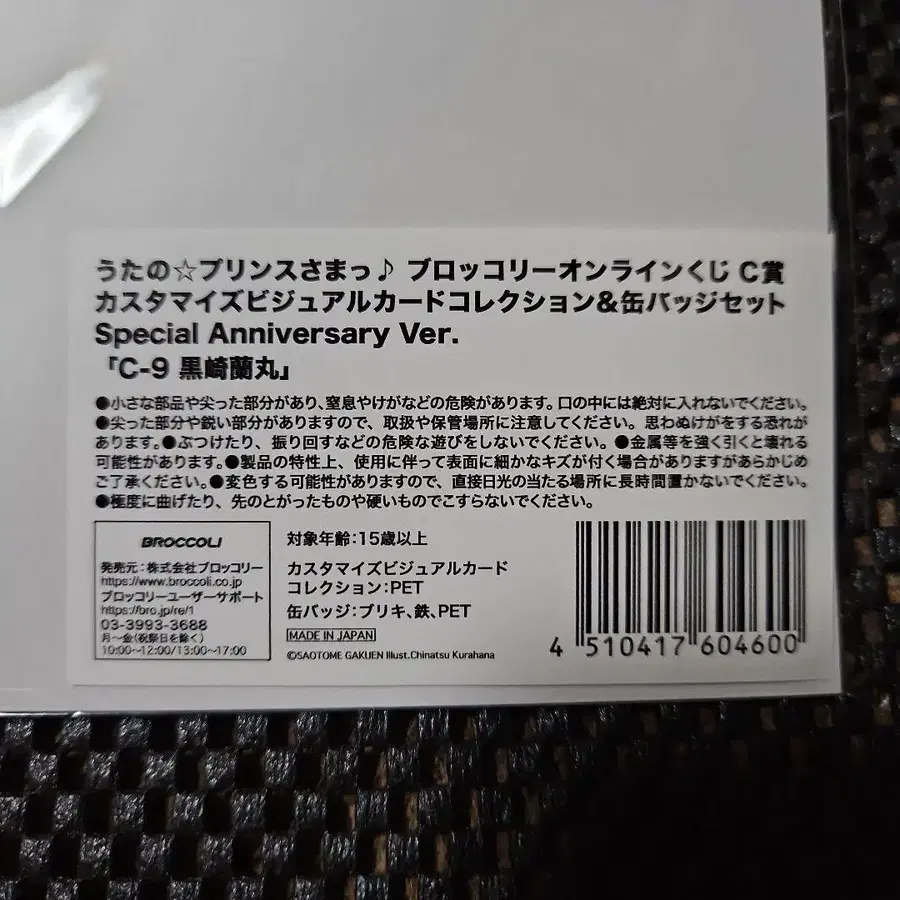 うたの☆プリンスさまっ♪ ブロッコリーオンラインくじ C賞
カスタマイズビジュアルカードコレクション&缶バッジセット
Special Anniversary Ver.
「C-9 黒崎蘭丸」
●小さな部品や尖った部分があり、窒息やけがなどの危険があります。口の中には絶対に入れないでください。
●尖った部分や鋭い部分がありますので、取扱や保管場所に注意してください。思わぬけがをする恐れが
あります。●ぶつけたり、振り回すなどの危険な遊びをしないでください。●金属等を強く引くと壊れる
可能性があります。●製品の特性上、使用に伴って表面に細かなキズが付く場合がありますがあらかじめ
ご了承ください。●変色する可能性がありますので、直接日光の当たる場所に長時間置かないでください。
●極度に曲げたり、先のとがったものや硬いものでこすらないでください。
BROCCOLI
発売元:株式会社ブロッコリー
https://www.broccoli.co.jp
ブロッコリーユーザーサポート
https://bro.jp/re/1
03-3993-3688
月〜金(祝祭日を除く)
10:00~12:00/13:00~17:00
対象年齢:15歳以上
カスタマイズビジュアルカード
コレクション:PET
缶バッジ:ブリキ、鉄、PET
MADE IN JAPAN
©SAOTOME GAKUEN Illust.Chinatsu Kurahana
4 510417 604600